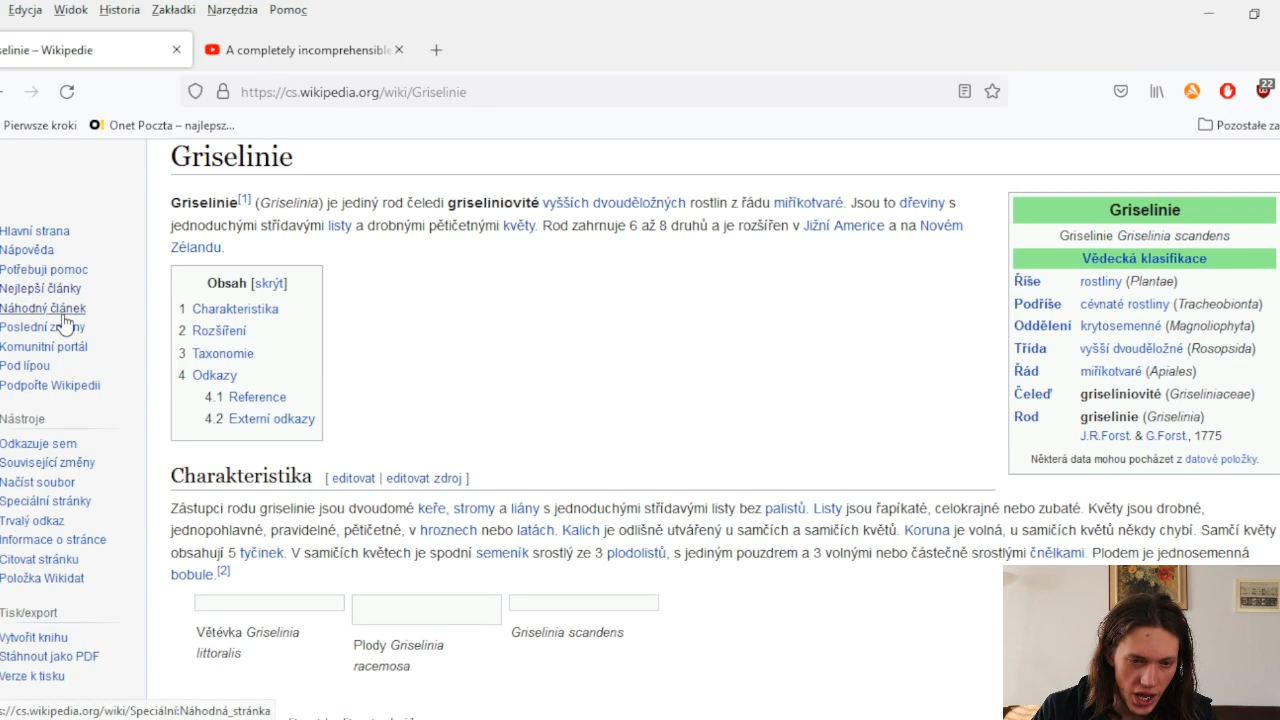 Edycja Widok Historia Zakładki Narzędzia Pomoc
selinie – Wikipedie
A completely incomprehensible
https://cs.wikipedia.org/wiki/Griselinie
22
Pierwsze kroki
Onet Poczta – najlepsz...
Pozostałe za
Griselinie
Griselinie[1] (Griselinia) je jediný rod čeledi griseliniovité vyšších dvouděložných rostlin z řádu miříkotvaré. Jsou to dřeviny s
jednoduchými střídavými listy a drobnými pětičetnými květy. Rod zahrnuje 6 až 8 druhů a je rozšířen v Jižní Americe a na Novém
Zélandu.
Hlavní strana
Nápověda
Potřebuji pomoc
Nejlepší články
Náhodný článek
Poslední změny
Komunitní portál
Pod lípou
Podpořte Wikipedii
Nástroje
Odkazuje sem
Související změny
Načíst soubor
Speciální stránky
Trvalý odkaz
Informace o stránce
Citovat stránku
Položka Wikidat
Tisk/export
Vytvořit knihu
Stáhnout jako PDF
Verze k tisku
Obsah [skrýt]
1 Charakteristika
2 Rozšíření
3 Taxonomie
4 Odkazy
4.1 Reference
4.2 Externí odkazy
Griselinie
Griselinie Griselinia scandens
Vědecká klasifikace
Říše rostliny (Plantae)
Podříše cévnaté rostliny (Tracheobionta)
Oddělení krytosemenné (Magnoliophyta)
Třída vyšší dvouděložné (Rosopsida)
Řád miříkotvaré (Apiales)
Čeleď griseliniovité (Griseliniaceae)
Rod griselinie (Griselinia)
J.R.Forst. & G.Forst., 1775
Některá data mohou pocházet z datové položky.
Charakteristika [ editovat | editovat zdroj ]
Zástupci rodu griselinie jsou dvoudomé keře, stromy a liány s jednoduchými střídavými listy bez palistů. Listy jsou řapíkaté, celokrajné nebo zubaté. Květy jsou drobné,
jednopohlavné, pravidelné, pětičetné, v hroznech nebo latách. Kalich je odlišně utvářený u samčích a samičích květů. Koruna je volná, u samičích květů někdy chybí. Samčí květy
obsahují 5 tyčinek. V samičích květech je spodní semeník srostlý ze 3 plodolistů, s jediným pouzdrem a 3 volnými nebo částečně srostlými čnělkami. Plodem je jednosemenná
bobule.[2]
Větévka Griselinia
littoralis
Plody Griselinia
racemosa
Griselinia scandens
s://cs.wikipedia.org/wiki/Speciální:Náhodná_stránka